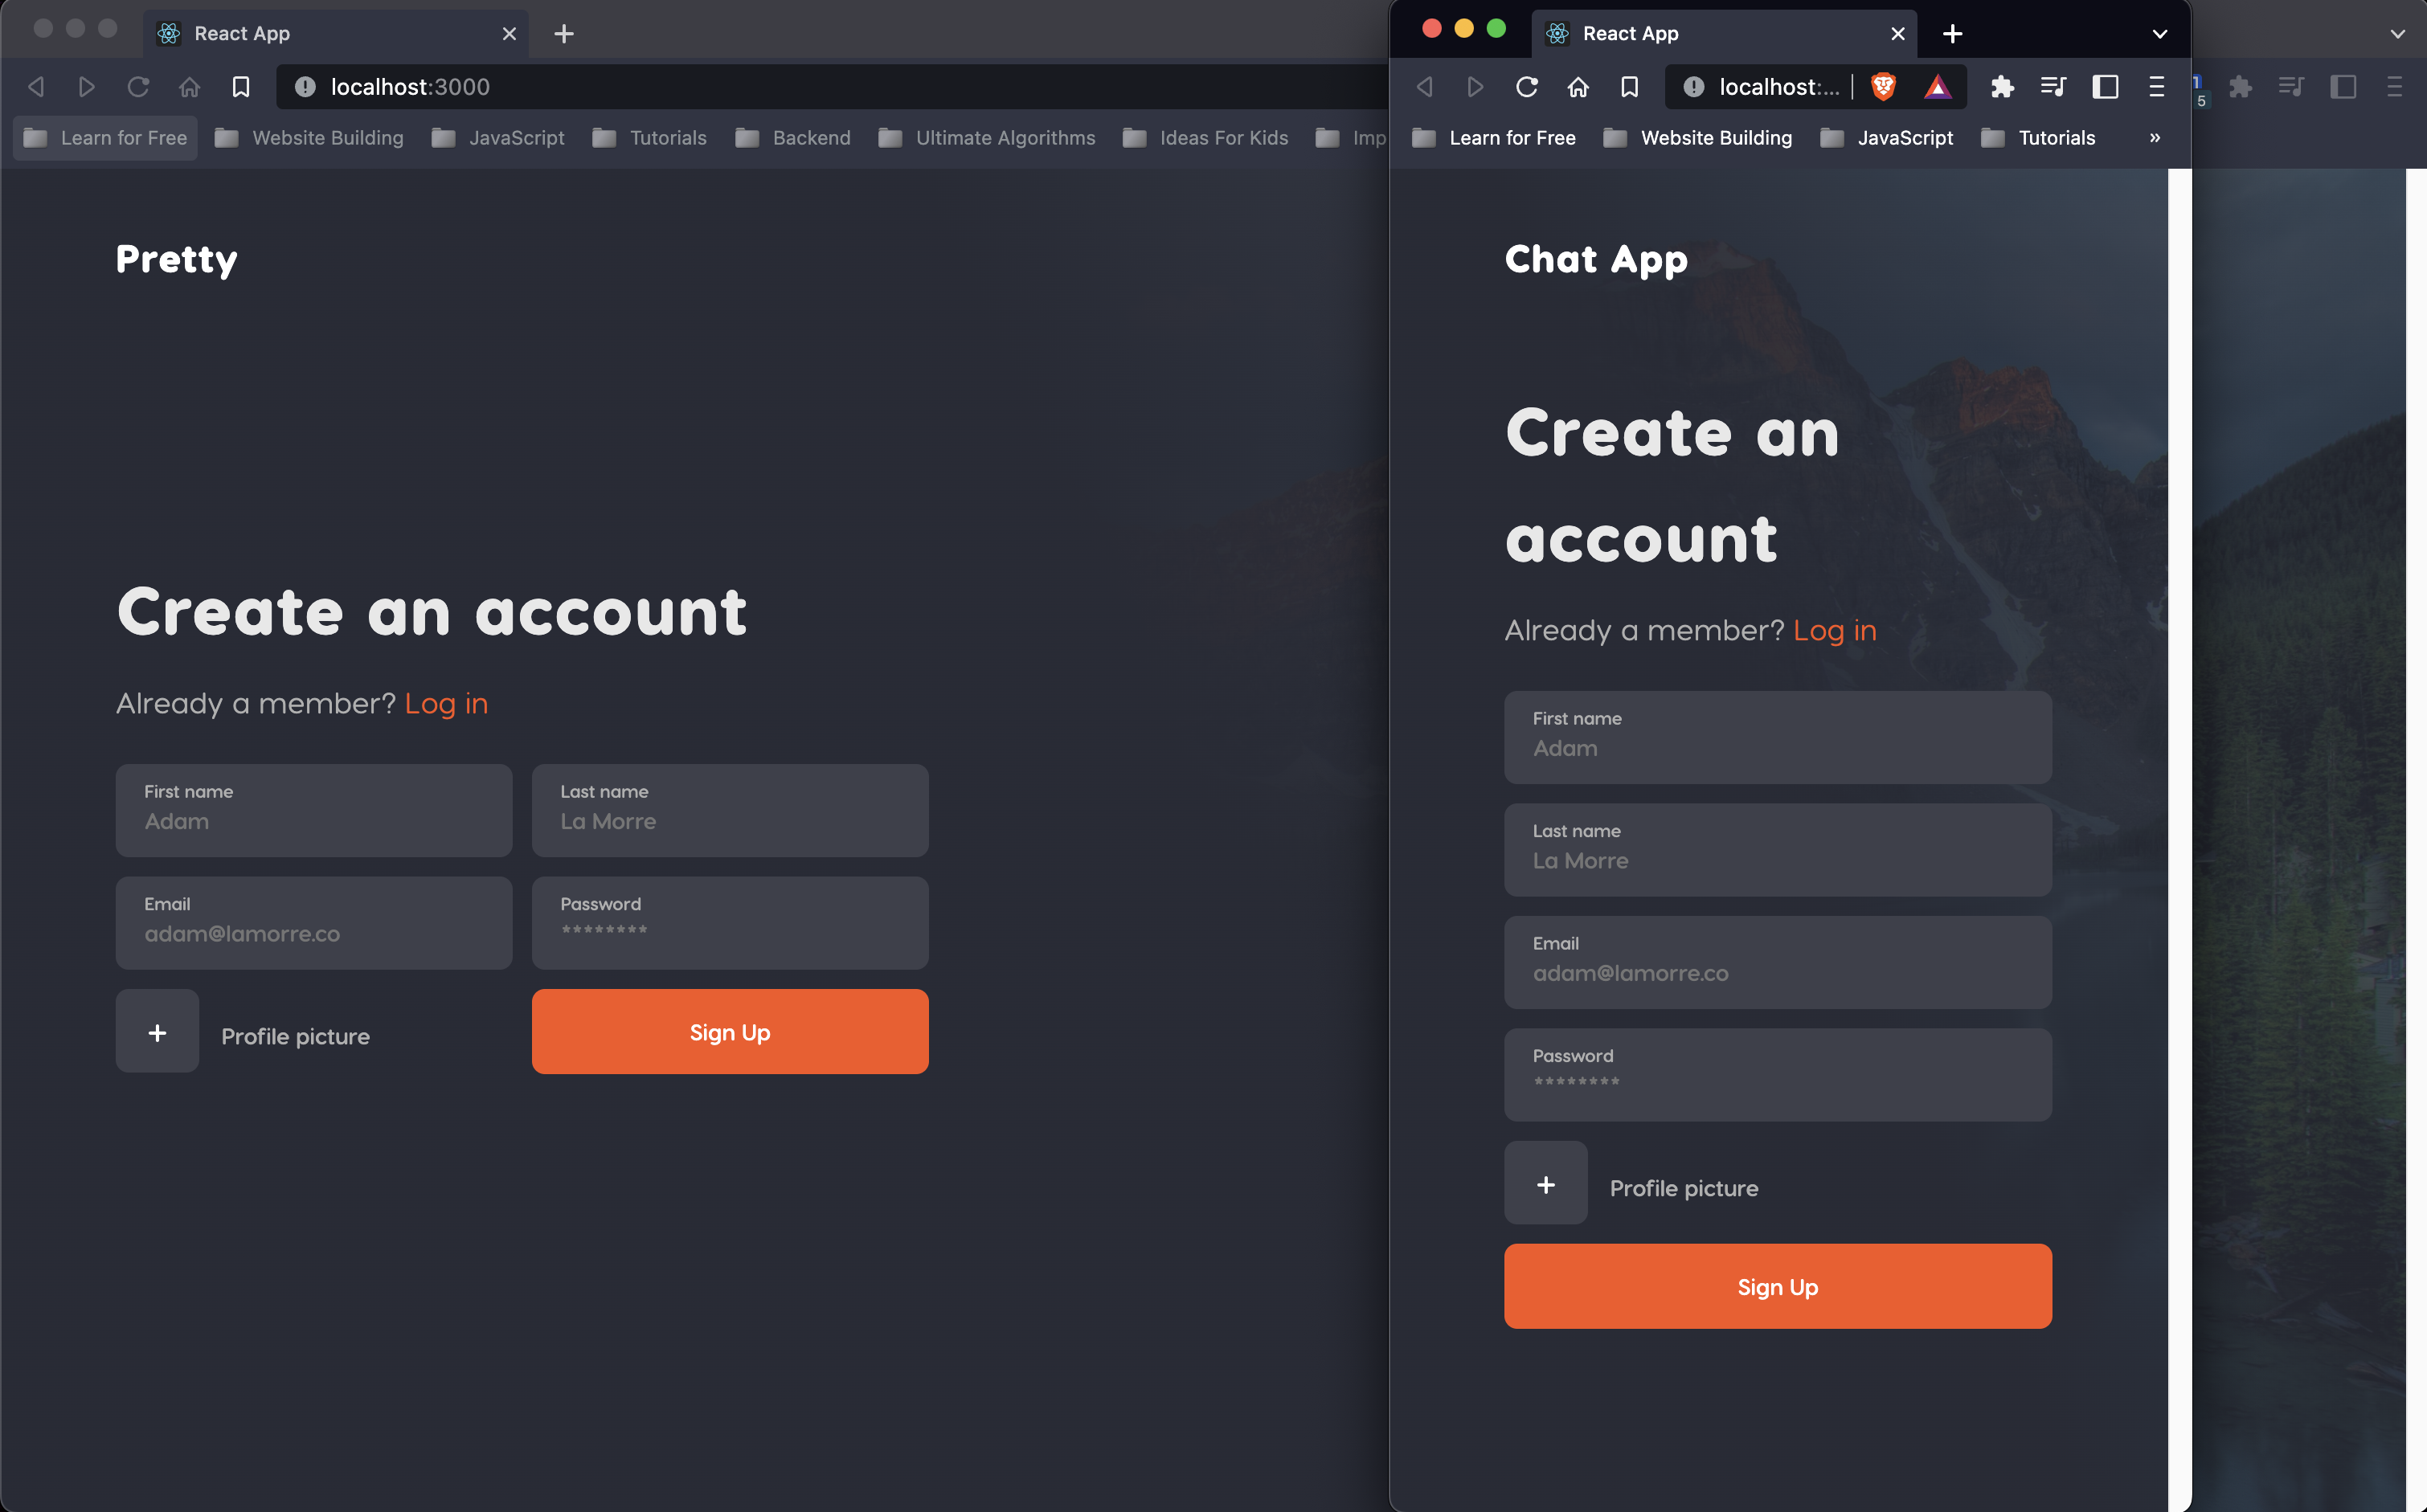 React App
localhost:3000
Learn for Free
Website Building
JavaScript
Tutorials
Backend
Ultimate Algorithms
Ideas For Kids
Imp
Pretty
Create an account
Already a member? Log in
First name
Adam
Last name
La Morre
Email
adam@lamorre.co
Password
********
+ Profile picture
Sign Up
React App
localhost:...
5
Learn for Free
Website Building
JavaScript
Tutorials
»
Chat App
Create an
account
Already a member? Log in
First name
Adam
Last name
La Morre
Email
adam@lamorre.co
Password
********
+ Profile picture
Sign Up